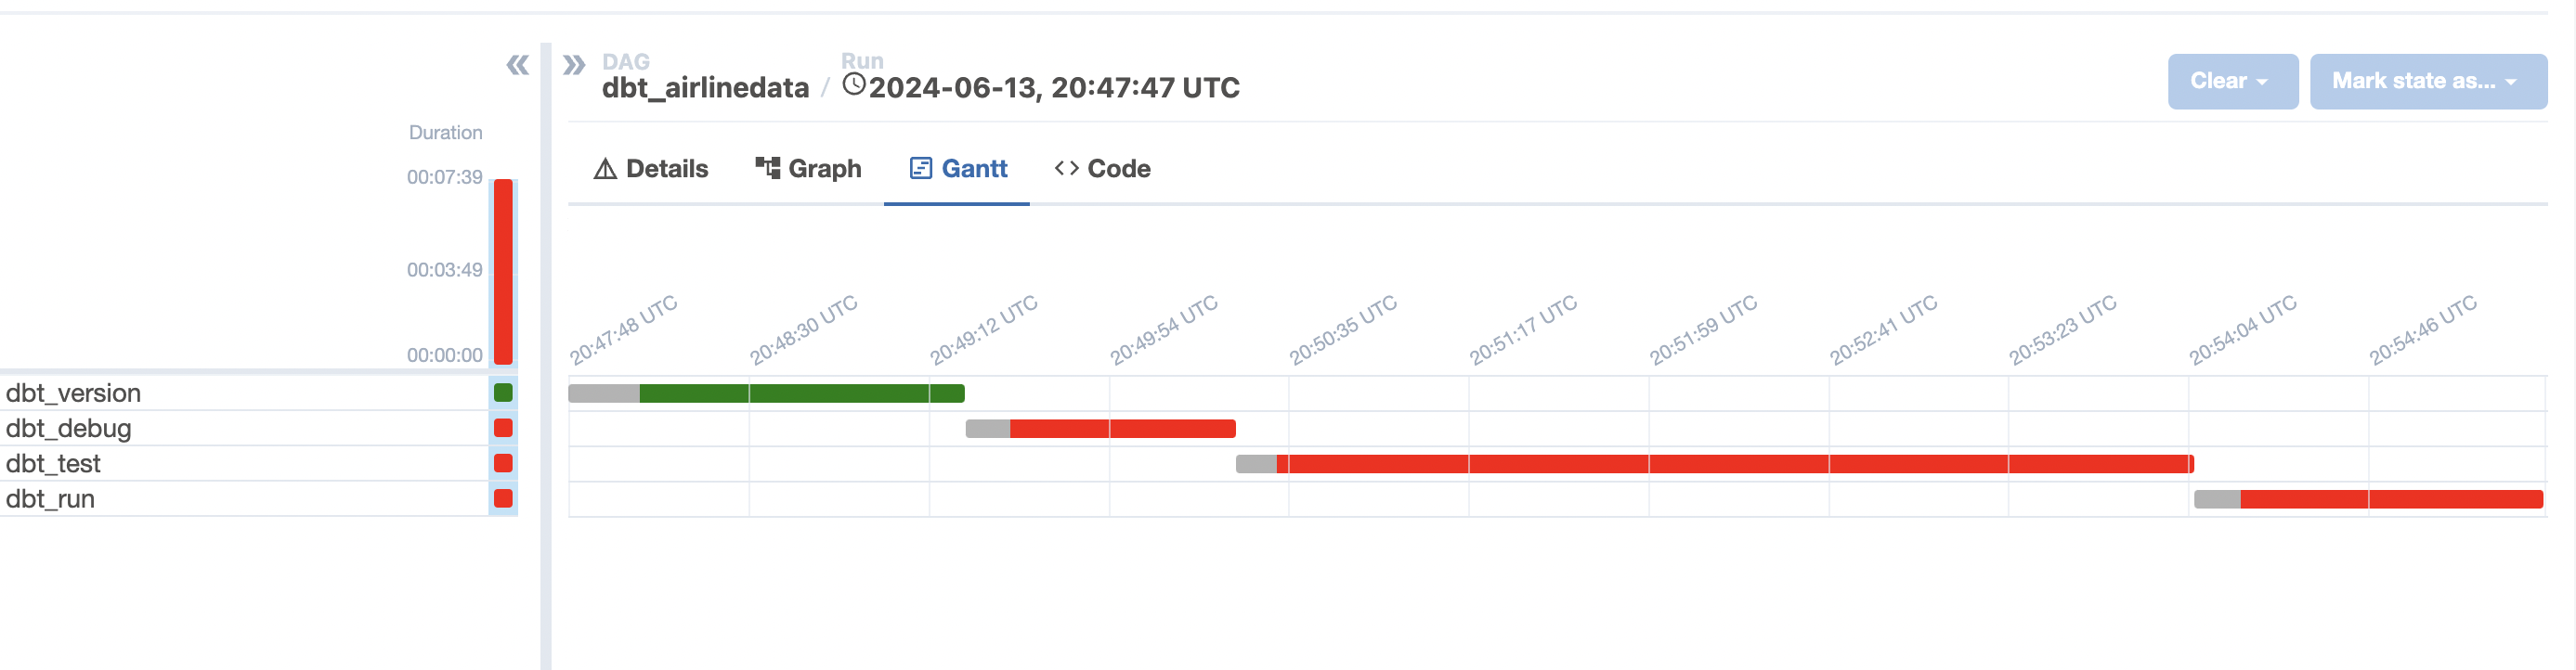 DAG
Run
dbt_airlinedata / 2024-06-13, 20:47:47 UTC
Clear
Mark state as...
Details
Graph
Gantt
Code
Duration
00:07:39
00:03:49
00:00:00
20:47:48 UTC
20:48:30 UTC
20:49:12 UTC
20:49:54 UTC
20:50:35 UTC
20:51:17 UTC
20:51:59 UTC
20:52:41 UTC
20:53:23 UTC
20:54:04 UTC
20:54:46 UTC
dbt_version
dbt_debug
dbt_test
dbt_run